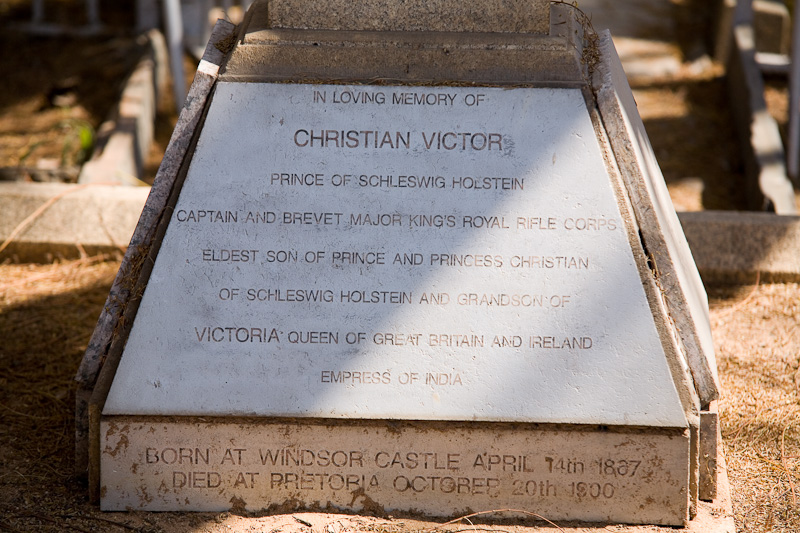 IN LOVING MEMORY OF
CHRISTIAN VICTOR
PRINCE OF SCHLESWIG HOLSTEIN
CAPTAIN AND BREVET MAJOR KING'S ROYAL RIFLE CORPS
ELDEST SON OF PRINCE AND PRINCESS CHRISTIAN
OF SCHLESWIG HOLSTEIN AND GRANDSON OF
VICTORIA QUEEN OF GREAT BRITAIN AND IRELAND
EMPRESS OF INDIA
BORN AT WINDSOR CASTLE APRIL 14th 1867
DIED AT PRETORIA OCTOBER 29th 1900